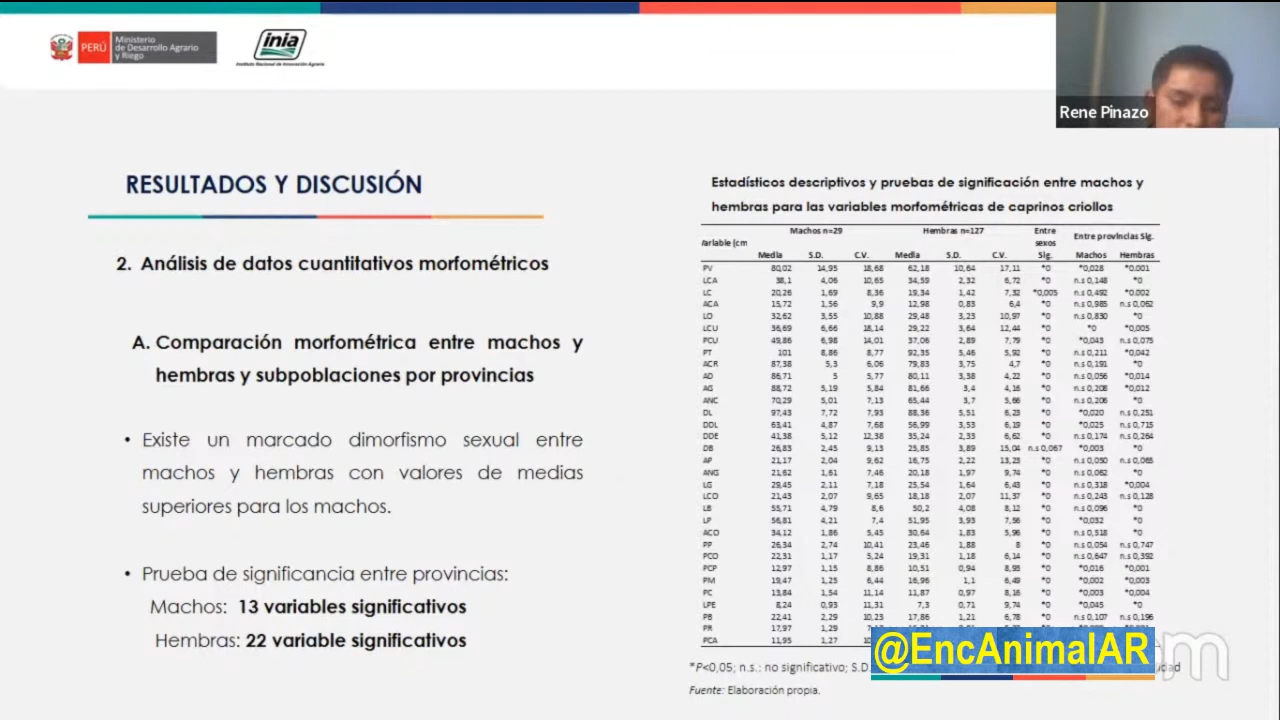 PERÚ
Ministerio
de Desarrollo Agrario
y Riego
inia
Instituto Nacional de Innovación Agraria
Rene Pinazo
RESULTADOS Y DISCUSIÓN
2. Análisis de datos cuantitativos morfométricos
A. Comparación morfométrica entre machos y
hembras y subpoblaciones por provincias
• Existe un marcado dimorfismo sexual entre
machos y hembras con valores de medias
superiores para los machos.
• Prueba de significancia entre provincias:
Machos: 13 variables significativos
Hembras: 22 variable significativos
Estadísticos descriptivos y pruebas de significación entre machos y
hembras para las variables morfométricas de caprinos criollos
Variable (cm Machos n=29 Hembras n=127 Entre sexos Sig. Entre provincias Sig.
Media S.D. C.V. Media S.D. C.V. Machos Hembras
PV 80,02 14,95 18,68 62,18 10,64 17,11 *0 *0,028 *0,001
LCA 38,1 4,06 10,65 34,59 2,32 6,72 *0 n.s 0,148 *0
LC 20,26 1,69 8,36 19,34 1,42 7,32 *0,005 n.s 0,492 *0,002
ACA 15,72 1,56 9,9 12,98 0,83 6,4 *0 n.s 0,985 n.s 0,062
LO 32,62 3,55 10,88 29,48 3,23 10,97 *0 n.s 0,830 *0
LCU 36,69 6,66 18,14 29,22 3,64 12,44 *0 *0 *0,005
PCU 49,86 6,98 14,01 37,06 2,89 7,79 *0 *0,043 n.s 0,075
PT 101 8,86 8,77 92,35 5,46 5,92 *0 n.s 0,211 *0,042
ACR 87,38 5,3 6,06 79,83 3,75 4,7 *0 n.s 0,191 *0
AD 86,71 5 5,77 80,11 3,38 4,22 *0 n.s 0,056 *0,014
AG 88,72 5,19 5,84 81,66 3,4 4,16 *0 n.s 0,208 *0,012
ANC 70,29 5,01 7,13 65,44 3,7 5,66 *0 n.s 0,206 *0
DL 97,43 7,72 7,93 88,36 5,51 6,23 *0 *0,020 n.s 0,251
DDL 63,41 4,87 7,68 56,99 3,53 6,19 *0 *0,025 n.s 0,715
DDE 41,38 5,12 12,38 35,24 2,33 6,62 *0 n.s 0,174 n.s 0,264
DB 26,83 2,45 9,13 25,85 3,89 15,04 n.s 0,067 *0,003 *0
AP 21,17 2,04 9,62 16,75 2,22 13,23 *0 n.s 0,050 n.s 0,065
ANG 21,62 1,61 7,46 20,18 1,97 9,74 *0 n.s 0,062 *0
LG 29,45 2,11 7,18 25,54 1,64 6,43 *0 n.s 0,318 *0,004
LCO 21,43 2,07 9,65 18,18 2,07 11,37 *0 n.s 0,243 n.s 0,128
LB 55,71 4,79 8,6 50,2 4,08 8,12 *0 n.s 0,096 *0
LP 56,81 4,21 7,4 51,95 3,93 7,56 *0 *0,032 *0
ACO 34,12 1,86 5,45 30,64 1,83 5,96 *0 n.s 0,518 *0
PP 26,34 2,74 10,41 23,46 1,88 8 *0 n.s 0,054 n.s 0,747
PCO 22,31 1,17 5,24 19,31 1,18 6,14 *0 n.s 0,647 n.s 0,392
PCP 12,97 1,15 8,86 10,51 0,94 8,93 *0 *0,016 *0,001
PM 19,47 1,25 6,44 16,96 1,1 6,49 *0 *0,002 *0,003
PC 13,84 1,54 11,14 11,87 0,97 8,16 *0 *0,003 *0,004
LPE 8,24 0,93 11,31 7,3 0,71 9,74 *0 *0,045 *0
PB 22,41 2,29 10,23 17,86 1,21 6,78 *0 n.s 0,107 n.s 0,196
PR 17,97 1,29
PCA 11,95 1,27
@EncAnimalAR
*P<0,05; n.s.: no significativo; S.D.
Fuente: Elaboración propia.